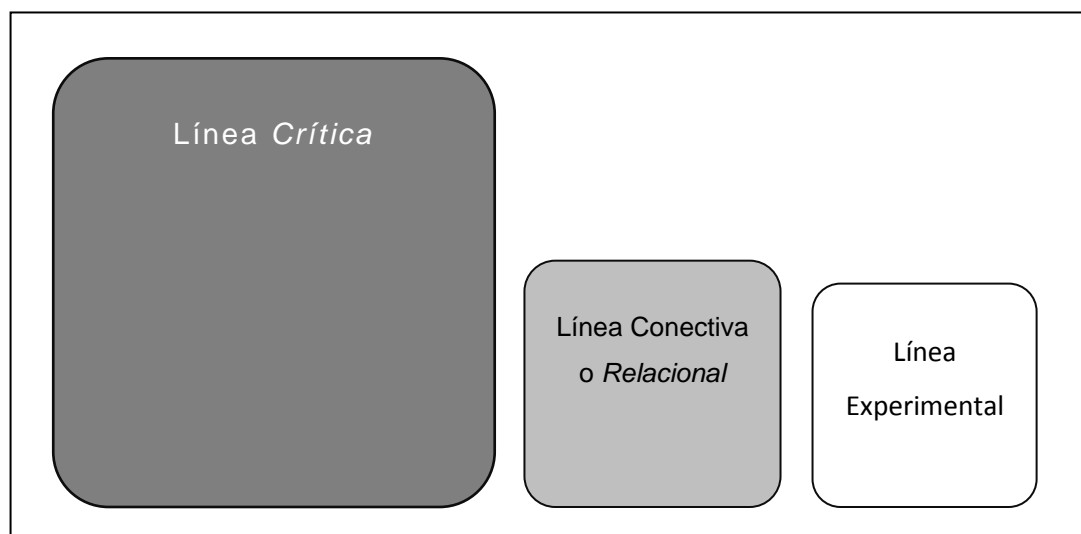 Línea Crítica
Línea Conectiva
o Relacional
Línea
Experimental